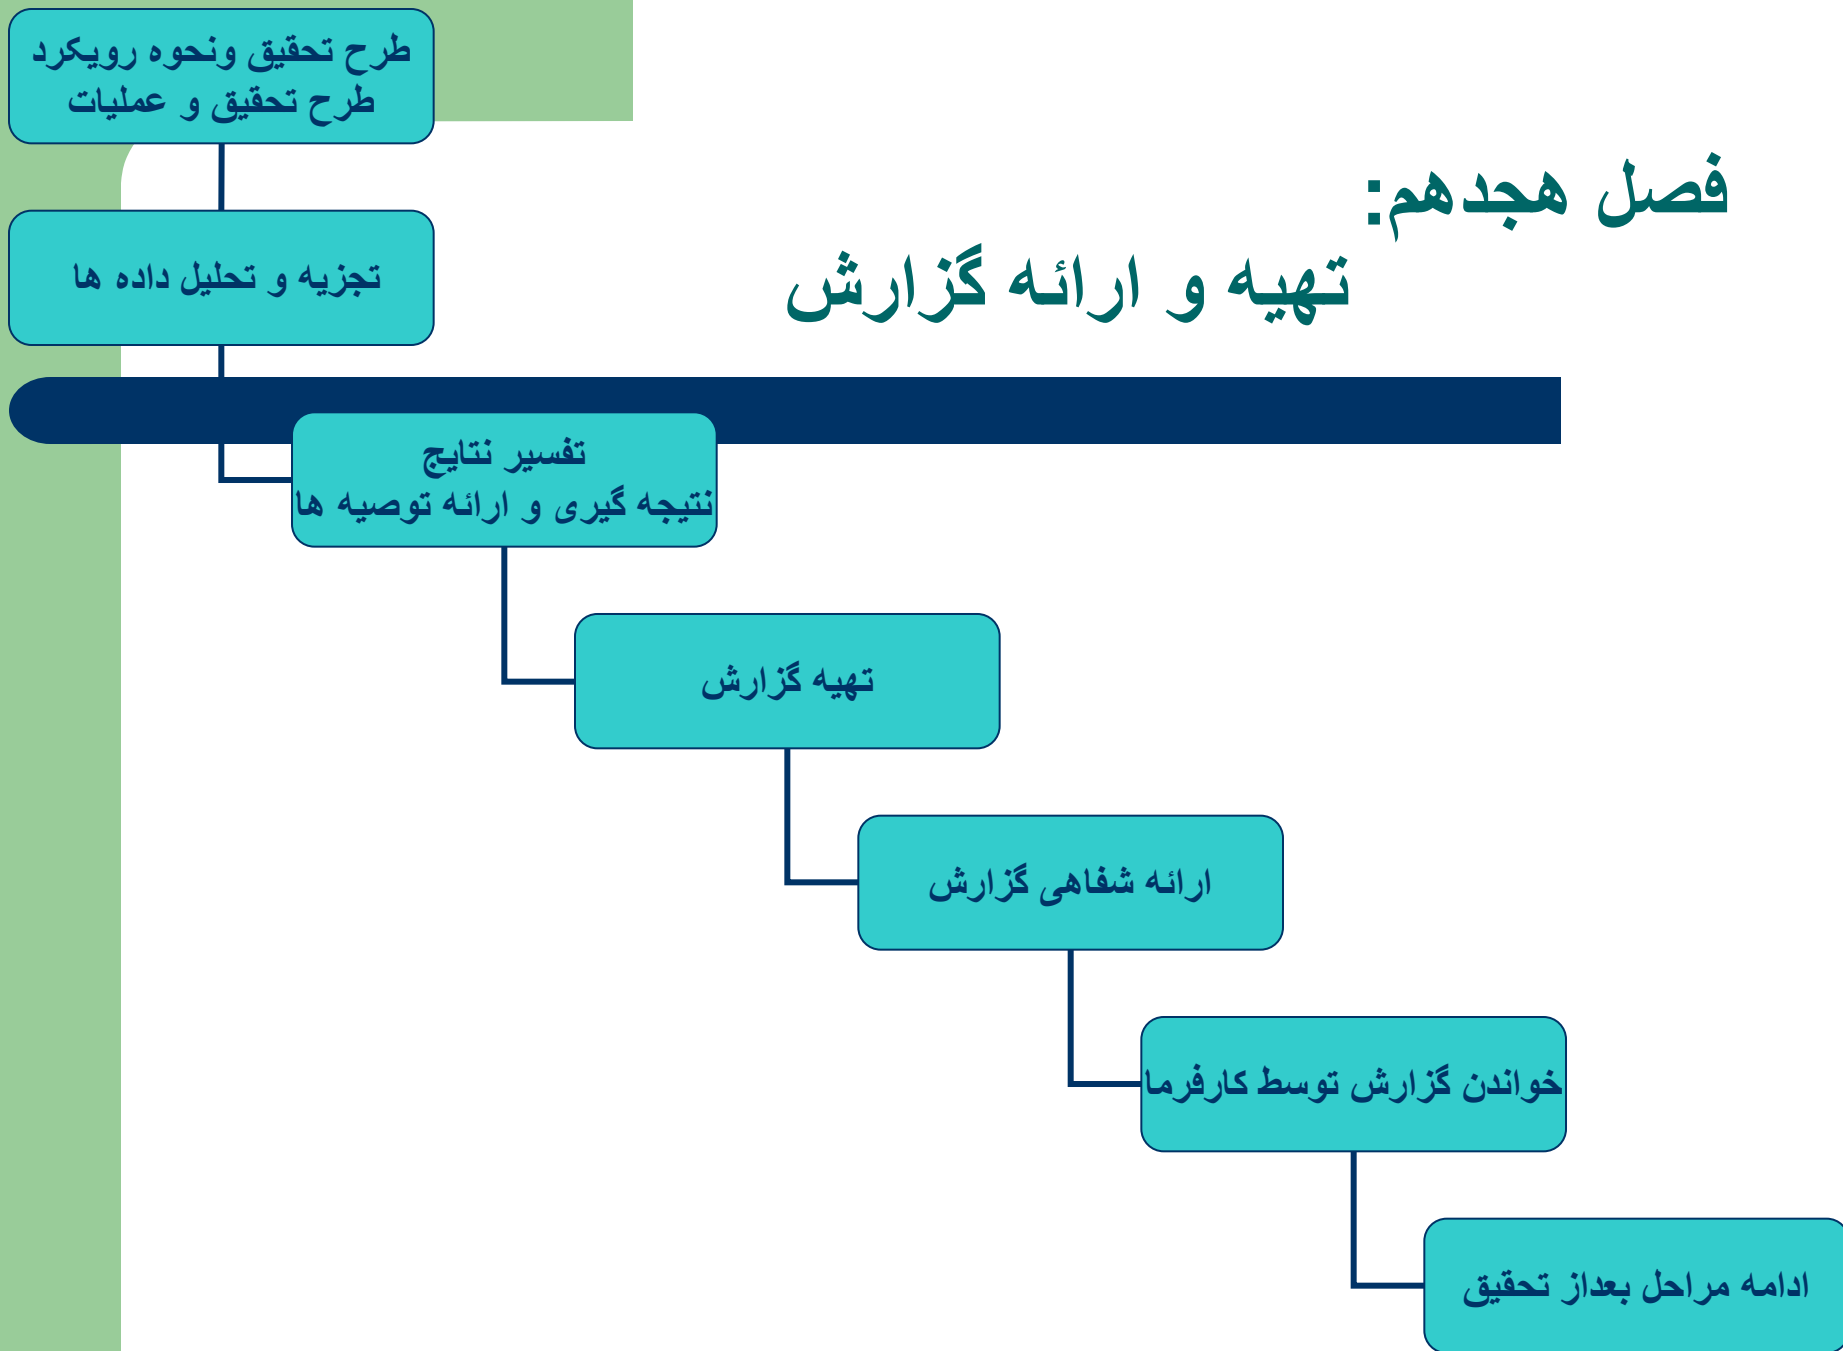 فصل هجدهم:
تهیه و ارائه گزارش
طرح تحقیق ونحوه رویکرد
طرح تحقیق و عملیات
تجزیه و تحلیل داده ها
تفسیر نتایج
نتیجه گیری و ارائه توصیه ها
تهیه گزارش
ارائه شفاهی گزارش
خواندن گزارش توسط کارفرما
ادامه مراحل بعداز تحقیق